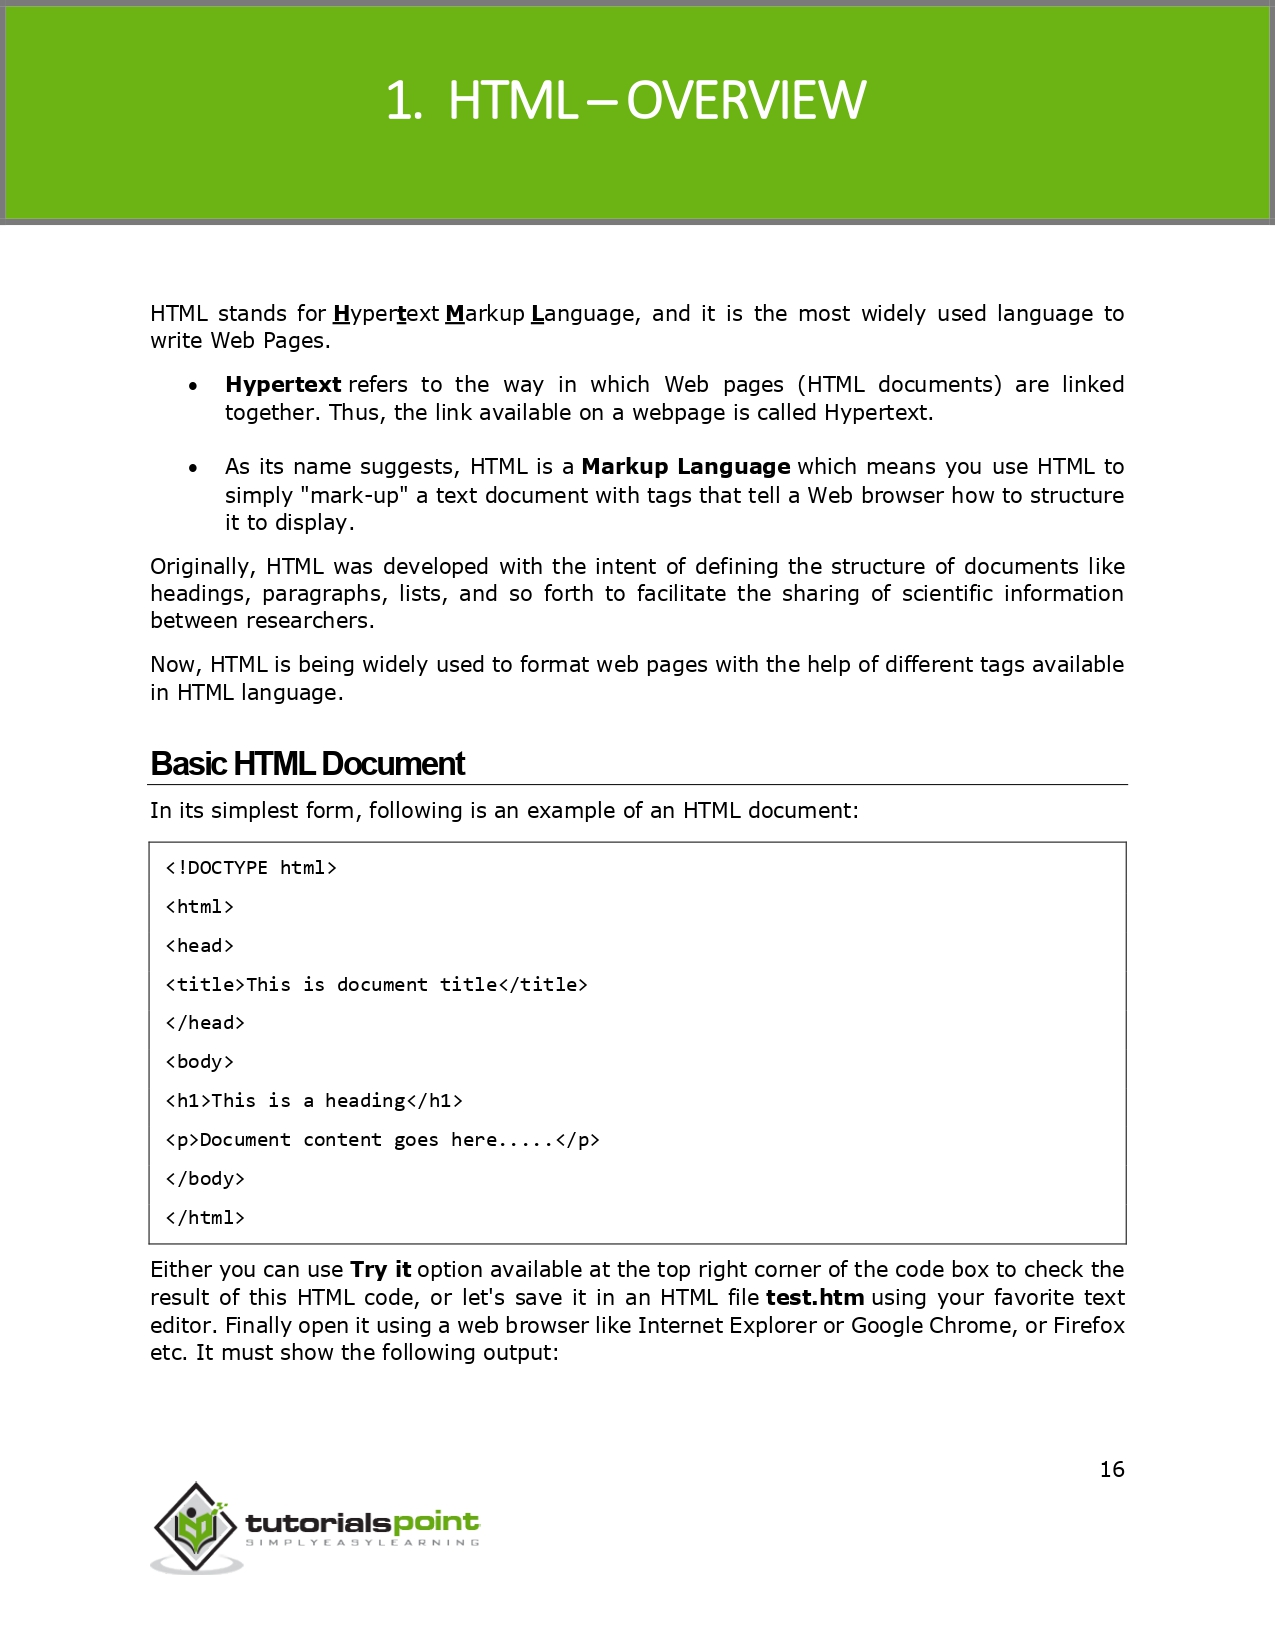 1. HTML – OVERVIEW
HTML stands for Hypertext Markup Language, and it is the most widely used language to
write Web Pages.
• Hypertext refers to the way in which Web pages (HTML documents) are linked
together. Thus, the link available on a webpage is called Hypertext.
• As its name suggests, HTML is a Markup Language which means you use HTML to
simply "mark-up" a text document with tags that tell a Web browser how to structure
it to display.
Originally, HTML was developed with the intent of defining the structure of documents like
headings, paragraphs, lists, and so forth to facilitate the sharing of scientific information
between researchers.
Now, HTML is being widely used to format web pages with the help of different tags available
in HTML language.
Basic HTML Document
In its simplest form, following is an example of an HTML document:
<!DOCTYPE html>
<html>
<head>
<title>This is document title</title>
</head>
<body>
<h1>This is a heading</h1>
<p>Document content goes here.....</p>
</body>
</html>
Either you can use Try it option available at the top right corner of the code box to check the
result of this HTML code, or let's save it in an HTML file test.htm using your favorite text
editor. Finally open it using a web browser like Internet Explorer or Google Chrome, or Firefox
etc. It must show the following output:
16
tutorialspoint
SIMPLYEASYLEARNING